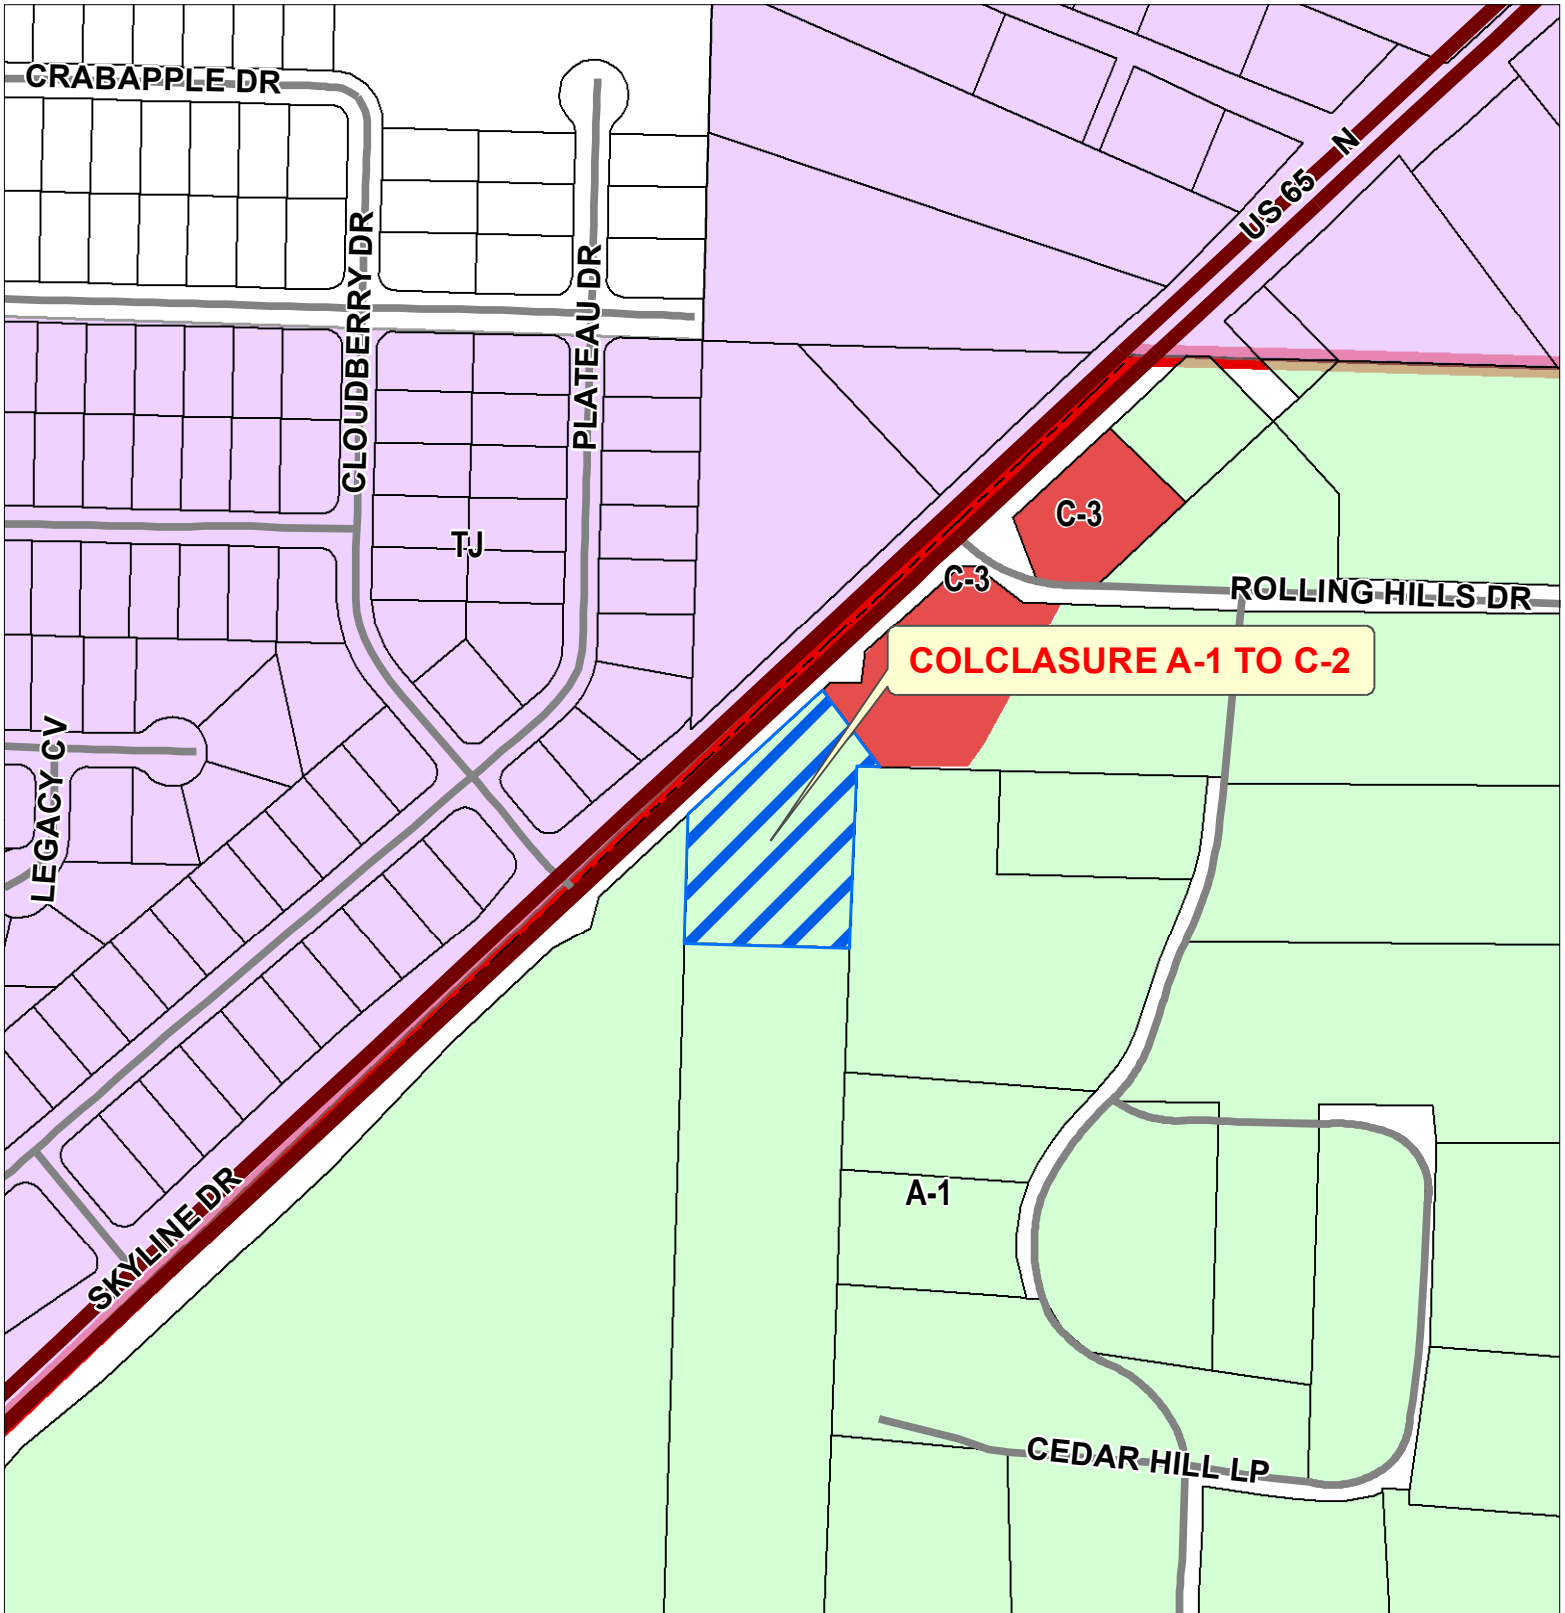 CRABAPPLE DR
US 65 N
CLOUDBERRY DR
PLATEAU DR
C-3
TJ
C-3
ROLLING HILLS DR
COLCLASURE A-1 TO C-2
LEGACY CV
A-1
SKYLINE DR
CEDAR HILL LP